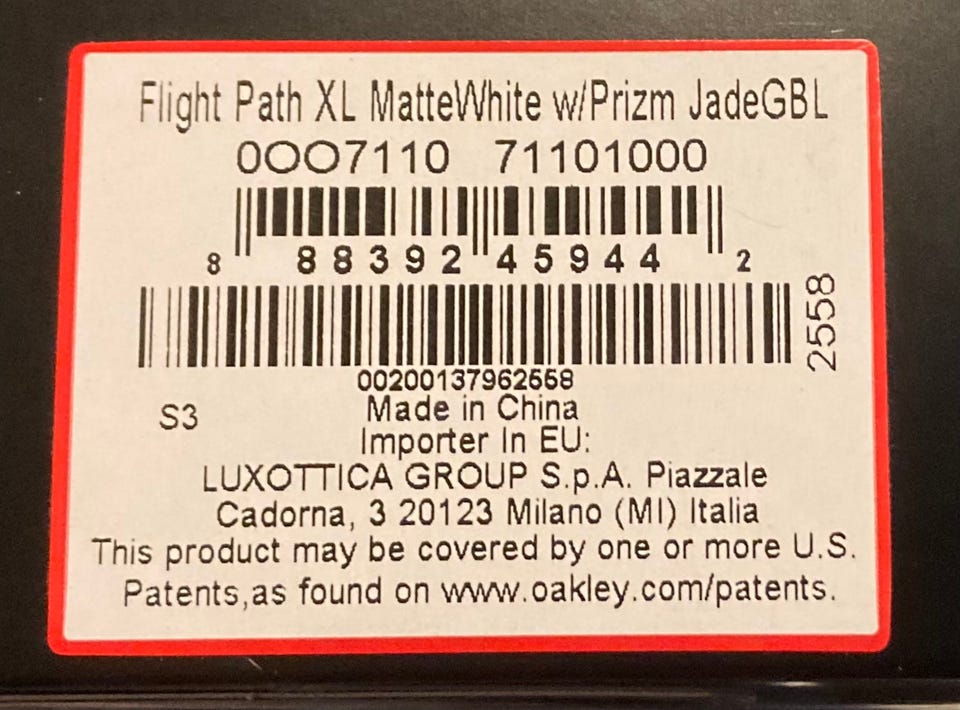 Flight Path XL MatteWhite w/Prizm JadeGBL
0OO7110 71101000
8 88392 45944 2
2558
00200137962558
S3
Made in China
Importer In EU:
LUXOTTICA GROUP S.p.A. Piazzale
Cadorna, 3 20123 Milano (MI) Italia
This product may be covered by one or more U.S.
Patents,as found on www.oakley.com/patents.